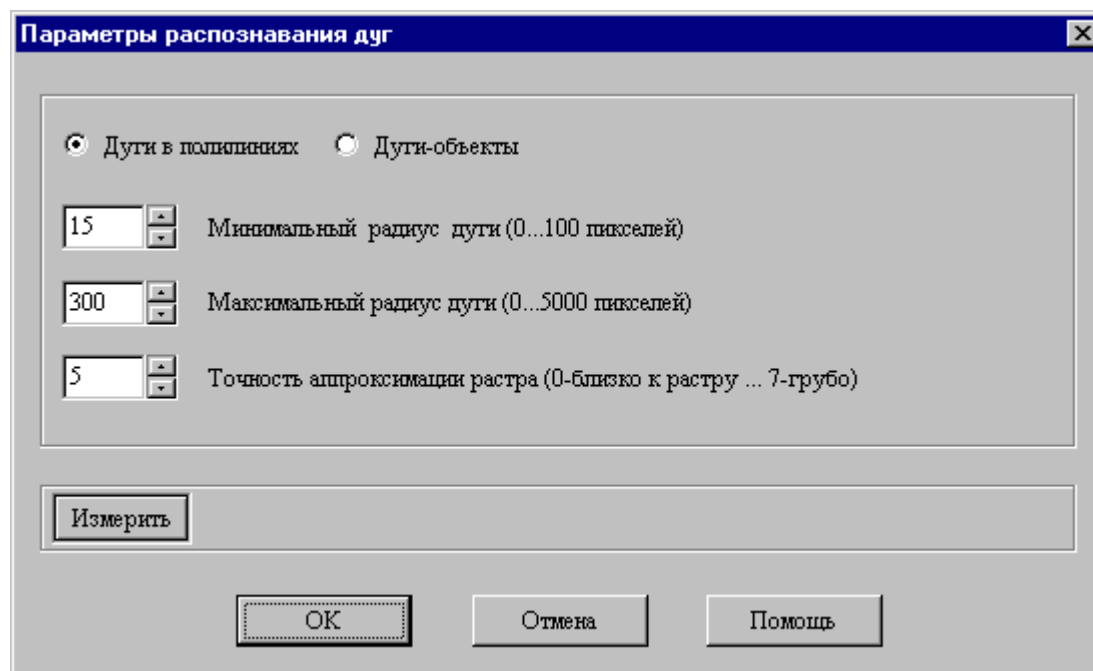 Параметры распознавания дуг
Дуги в полилиниях Дуги-объекты
15 Минимальный радиус дуги (0...100 пикселей)
300 Максимальный радиус дуги (0...5000 пикселей)
5 Точность аппроксимации растра (0-близко к растру ... 7-грубо)
Измерить
OK Отмена Помощь